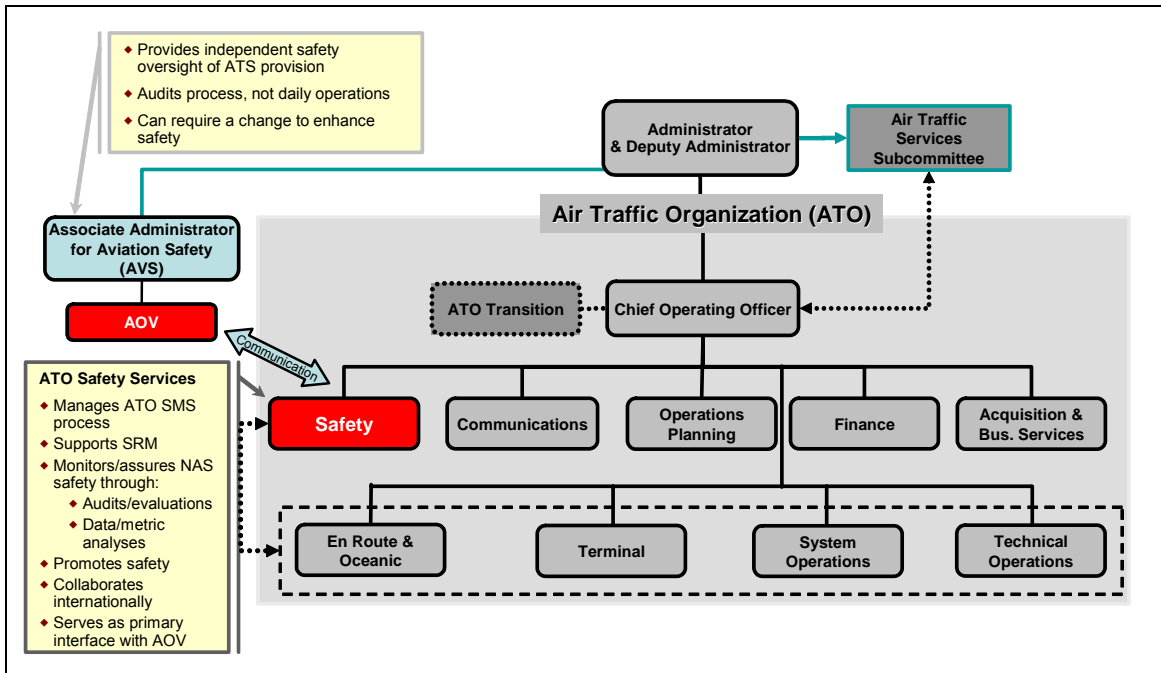 ◆ Provides independent safety
oversight of ATS provision
◆ Audits process, not daily operations
◆ Can require a change to enhance
safety
Administrator
& Deputy Administrator
Air Traffic
Services
Subcommittee
Air Traffic Organization (ATO)
Associate Administrator
for Aviation Safety
(AVS)
AOV
Communication
ATO Transition
Chief Operating Officer
ATO Safety Services
◆ Manages ATO SMS
process
◆ Supports SRM
◆ Monitors/assures NAS
safety through:
◆ Audits/evaluations
◆ Data/metric
analyses
◆ Promotes safety
◆ Collaborates
internationally
◆ Serves as primary
interface with AOV
Safety
Communications
Operations
Planning
Finance
Acquisition &
Bus. Services
En Route &
Oceanic
Terminal
System
Operations
Technical
Operations